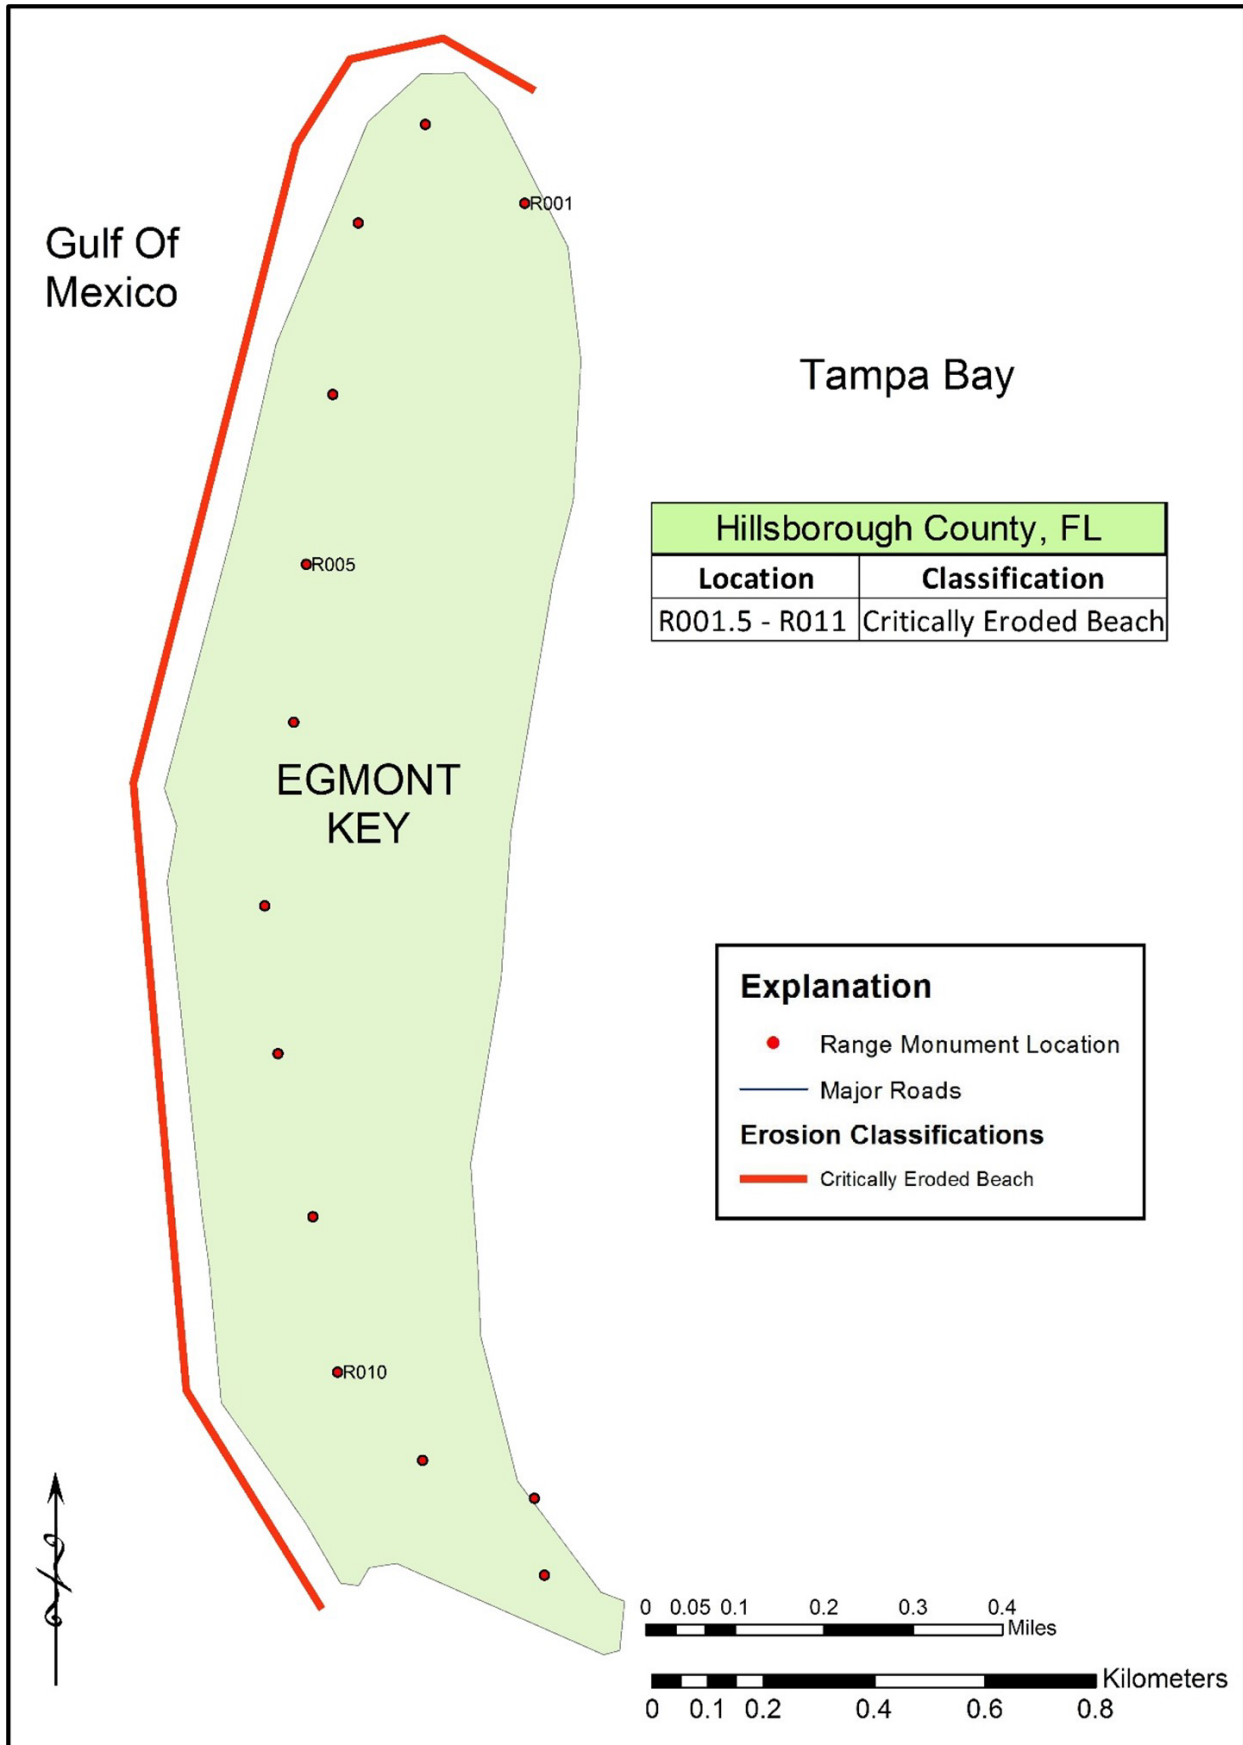 R001
Gulf Of
Mexico
Tampa Bay
Hillsborough County, FL
Location Classification
R001.5 - R011 Critically Eroded Beach
R005
EGMONT
KEY
Explanation
Range Monument Location
Major Roads
Erosion Classifications
Critically Eroded Beach
R010
0 0.05 0.1 0.2 0.3 0.4
Miles
Kilometers
0 0.1 0.2 0.4 0.6 0.8